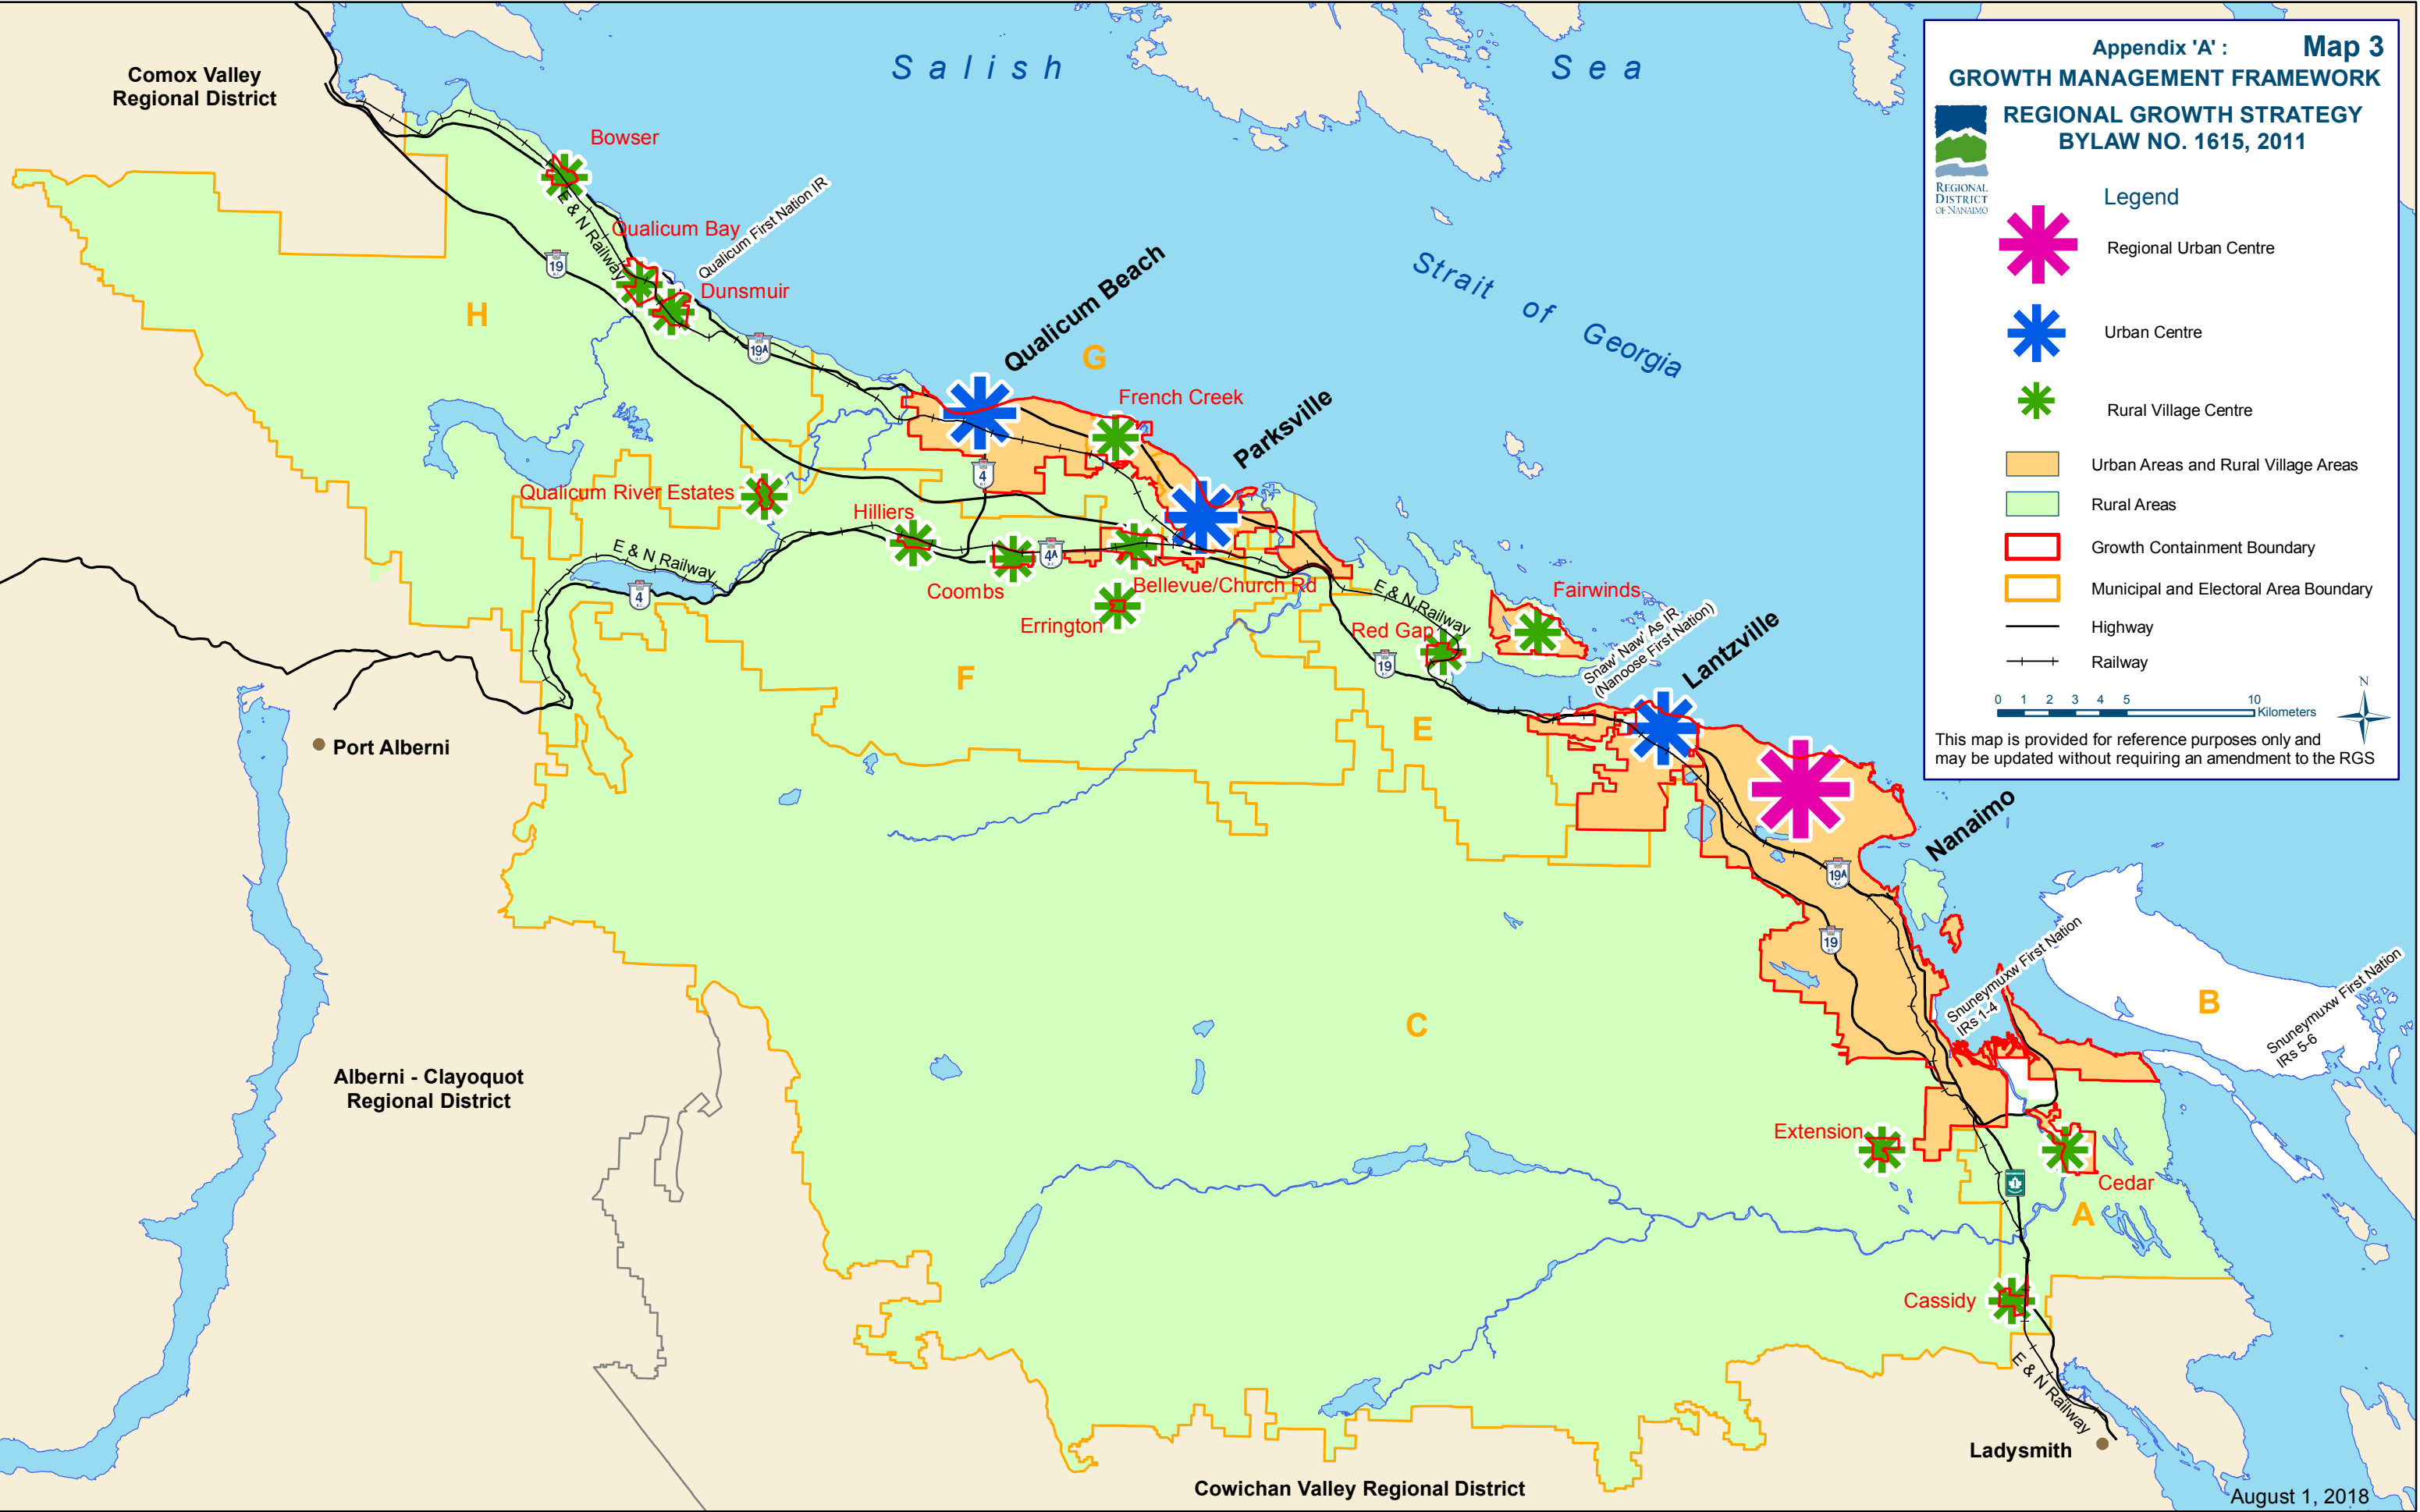 Salish Sea
Appendix 'A' : Map 3
GROWTH MANAGEMENT FRAMEWORK
REGIONAL GROWTH STRATEGY
BYLAW NO. 1615, 2011
REGIONAL
DISTRICT
OF NANAIMO
Legend
Regional Urban Centre
Urban Centre
Rural Village Centre
Urban Areas and Rural Village Areas
Rural Areas
Growth Containment Boundary
Municipal and Electoral Area Boundary
Highway
Railway
0 1 2 3 4 5 10
Kilometers
N
This map is provided for reference purposes only and
may be updated without requiring an amendment to the RGS
Comox Valley
Regional District
Bowser
E & N Railway
Qualicum Bay
Qualicum First Nation IR
19
Dunsmuir
H
19A
Qualicum Beach
Strait of Georgia
G
French Creek
Parksville
4
Qualicum River Estates
Hilliers
E & N Railway
4
4A
Coombs
Bellevue/Church Rd
Errington
E & N Railway
Fairwinds
Red Gap
19
Snaw' Naw' As IR
(Nanoose First Nation)
Lantzville
F
E
Port Alberni
Nanaimo
19A
19
Snuneymuxw First Nation
IRs 1-4
B
Snuneymuxw First Nation
IRs 5-6
C
Alberni - Clayoquot
Regional District
Extension
1
Cedar
A
Cassidy
E & N Railway
Ladysmith
Cowichan Valley Regional District
August 1, 2018